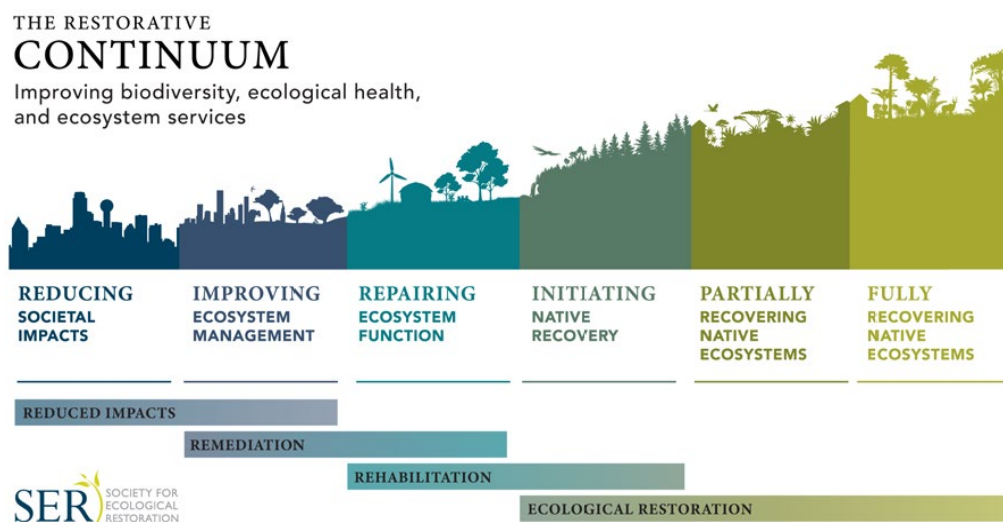 THE RESTORATIVE
CONTINUUM
Improving biodiversity, ecological health,
and ecosystem services
REDUCING
SOCIETAL
IMPACTS
IMPROVING
ECOSYSTEM
MANAGEMENT
REPAIRING
ECOSYSTEM
FUNCTION
INITIATING
NATIVE
RECOVERY
PARTIALLY
RECOVERING
NATIVE
ECOSYSTEMS
FULLY
RECOVERING
NATIVE
ECOSYSTEMS
REDUCED IMPACTS
REMEDIATION
REHABILITATION
ECOLOGICAL RESTORATION
SER
SOCIETY FOR
ECOLOGICAL
RESTORATION